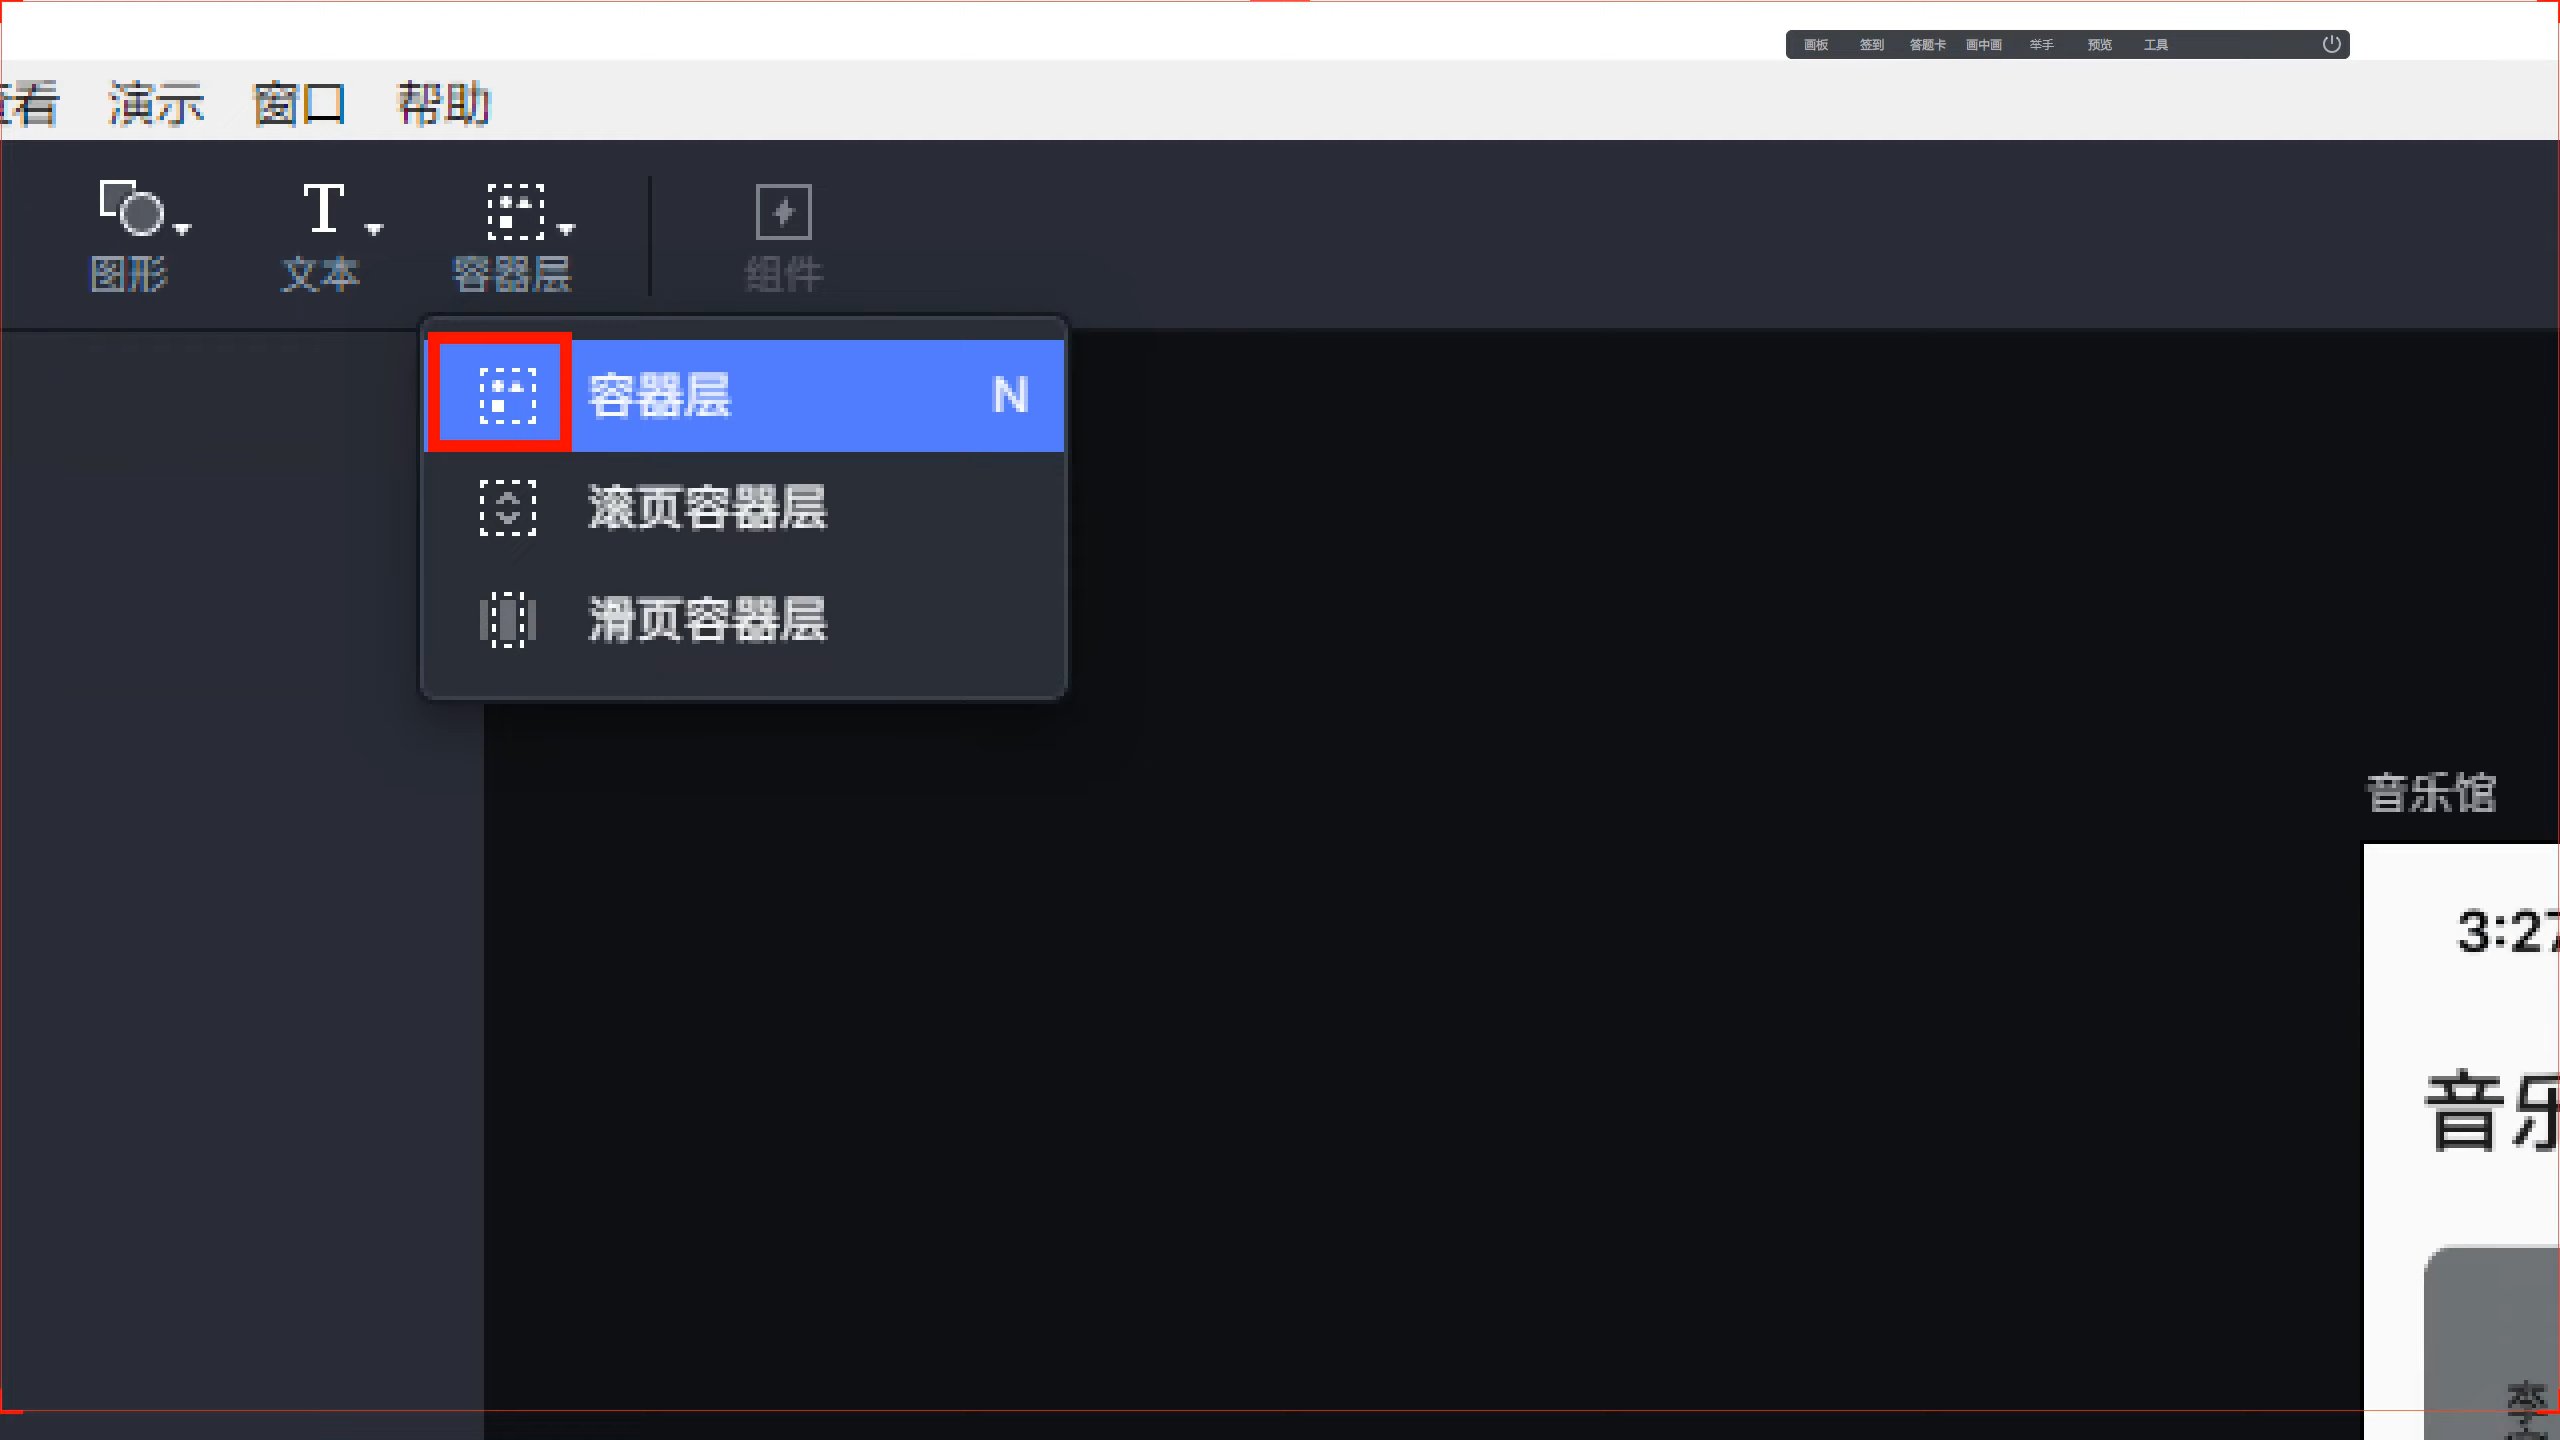 画板 签到 答题卡 画中画 举手 预览 工具
查看 演示 窗口 帮助
图形 文本 容器层 组件
容器层 N
滚页容器层
滑页容器层
音乐馆
3:27
音乐